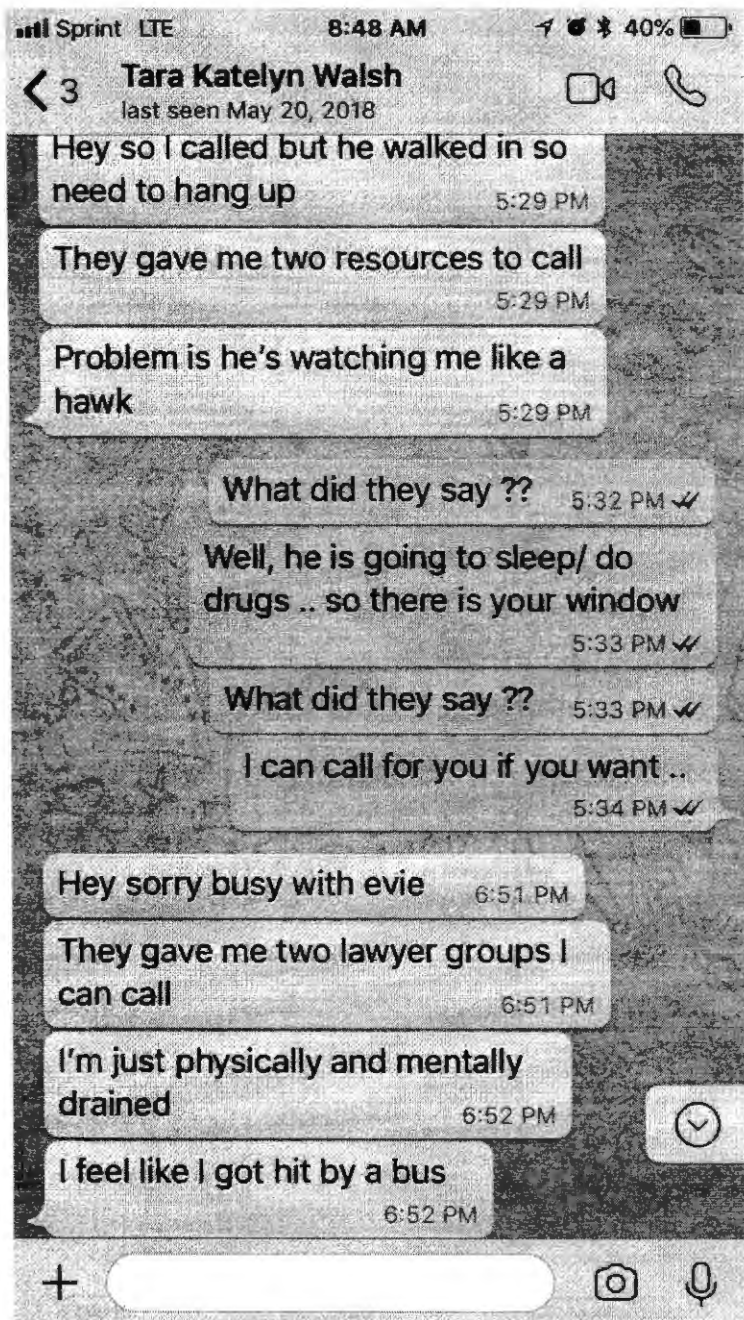 Sprint LTE 8:48 AM 40%
3 Tara Katelyn Walsh
last seen May 20, 2018
Hey so I called but he walked in so
need to hang up 5:29 PM
They gave me two resources to call
5:29 PM
Problem is he's watching me like a
hawk 5:29 PM
What did they say ?? 5:32 PM
Well, he is going to sleep/ do
drugs .. so there is your window
5:33 PM
What did they say ?? 5:33 PM
I can call for you if you want ..
5:34 PM
Hey sorry busy with evie 6:51 PM
They gave me two lawyer groups I
can call 6:51 PM
I'm just physically and mentally
drained 6:52 PM
I feel like I got hit by a bus
6:52 PM